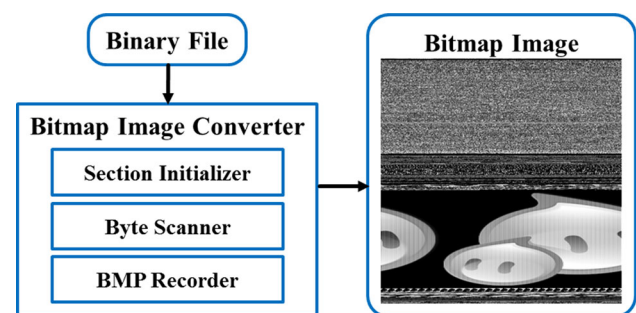 Binary File
Bitmap Image Converter
Section Initializer
Byte Scanner
BMP Recorder
Bitmap Image